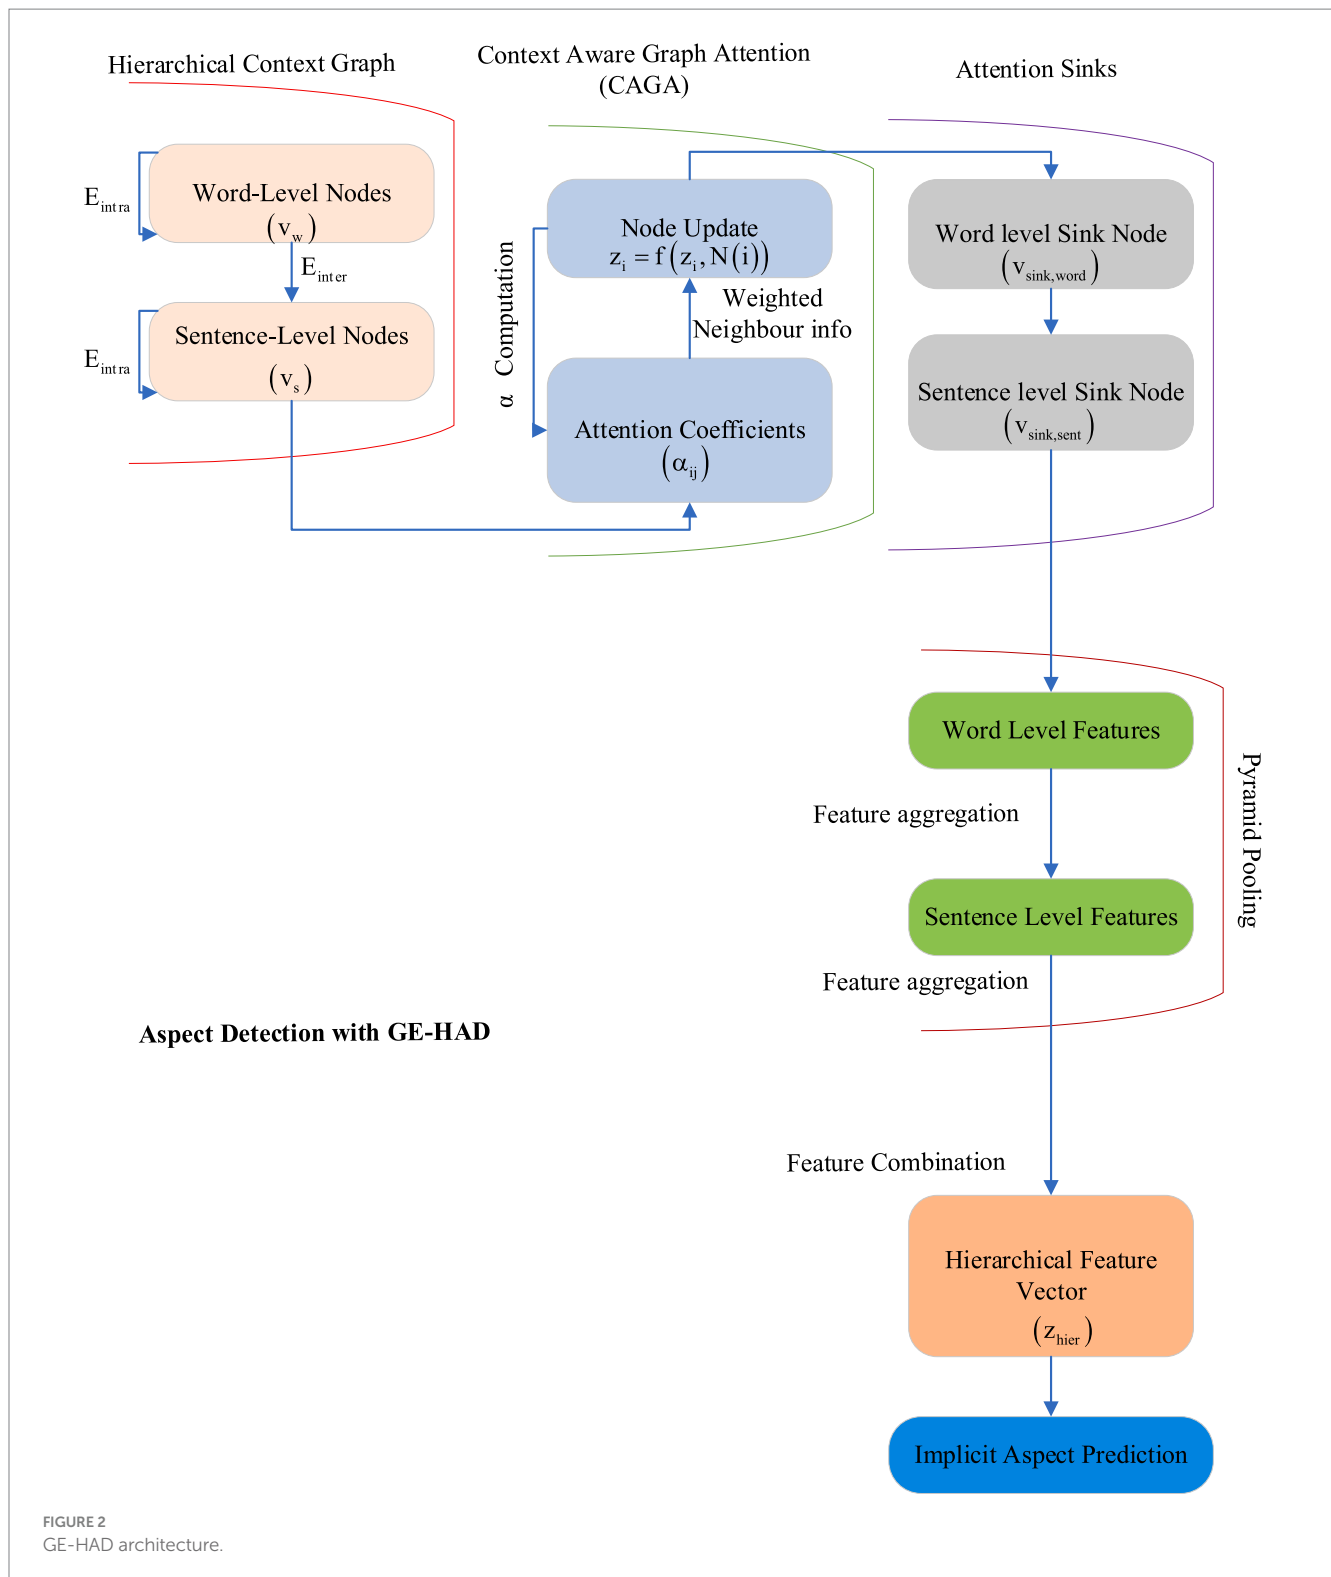 Hierarchical Context Graph
E_intra
Word-Level Nodes
(v_w)
E_inter
E_intra
Sentence-Level Nodes
(v_s)
Context Aware Graph Attention
(CAGA)
Node Update
z_i = f(z_i, N(i))
α Computation
Weighted
Neighbour info
Attention Coefficients
(α_ij)
Attention Sinks
Word level Sink Node
(v_sink,word)
Sentence level Sink Node
(v_sink,sent)
Word Level Features
Feature aggregation
Pyramid Pooling
Sentence Level Features
Feature aggregation
Aspect Detection with GE-HAD
Feature Combination
Hierarchical Feature
Vector
(z_hier)
Implicit Aspect Prediction
FIGURE 2
GE-HAD architecture.